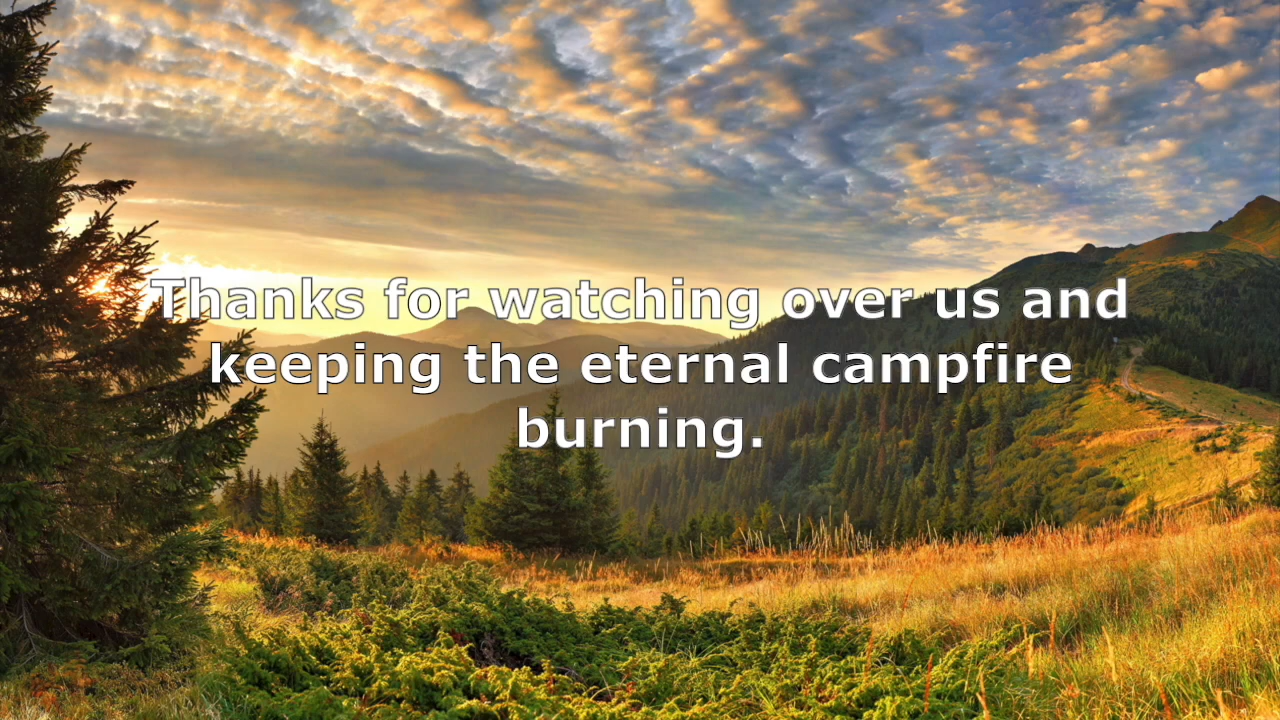 Thanks for watching over us and
keeping the eternal campfire
burning.